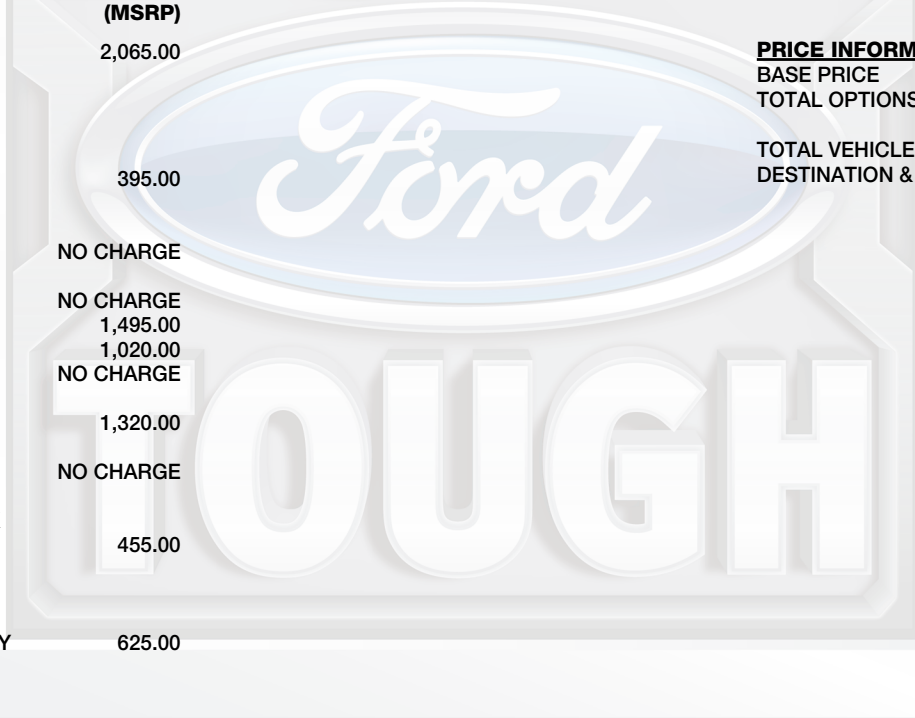 (MSRP)
2,065.00
395.00
NO CHARGE
NO CHARGE
1,495.00
1,020.00
NO CHARGE
1,320.00
NO CHARGE
455.00
Y 625.00
PRICE INFORM
BASE PRICE
TOTAL OPTIONS
TOTAL VEHICLE
DESTINATION &
Ford
TOUGH